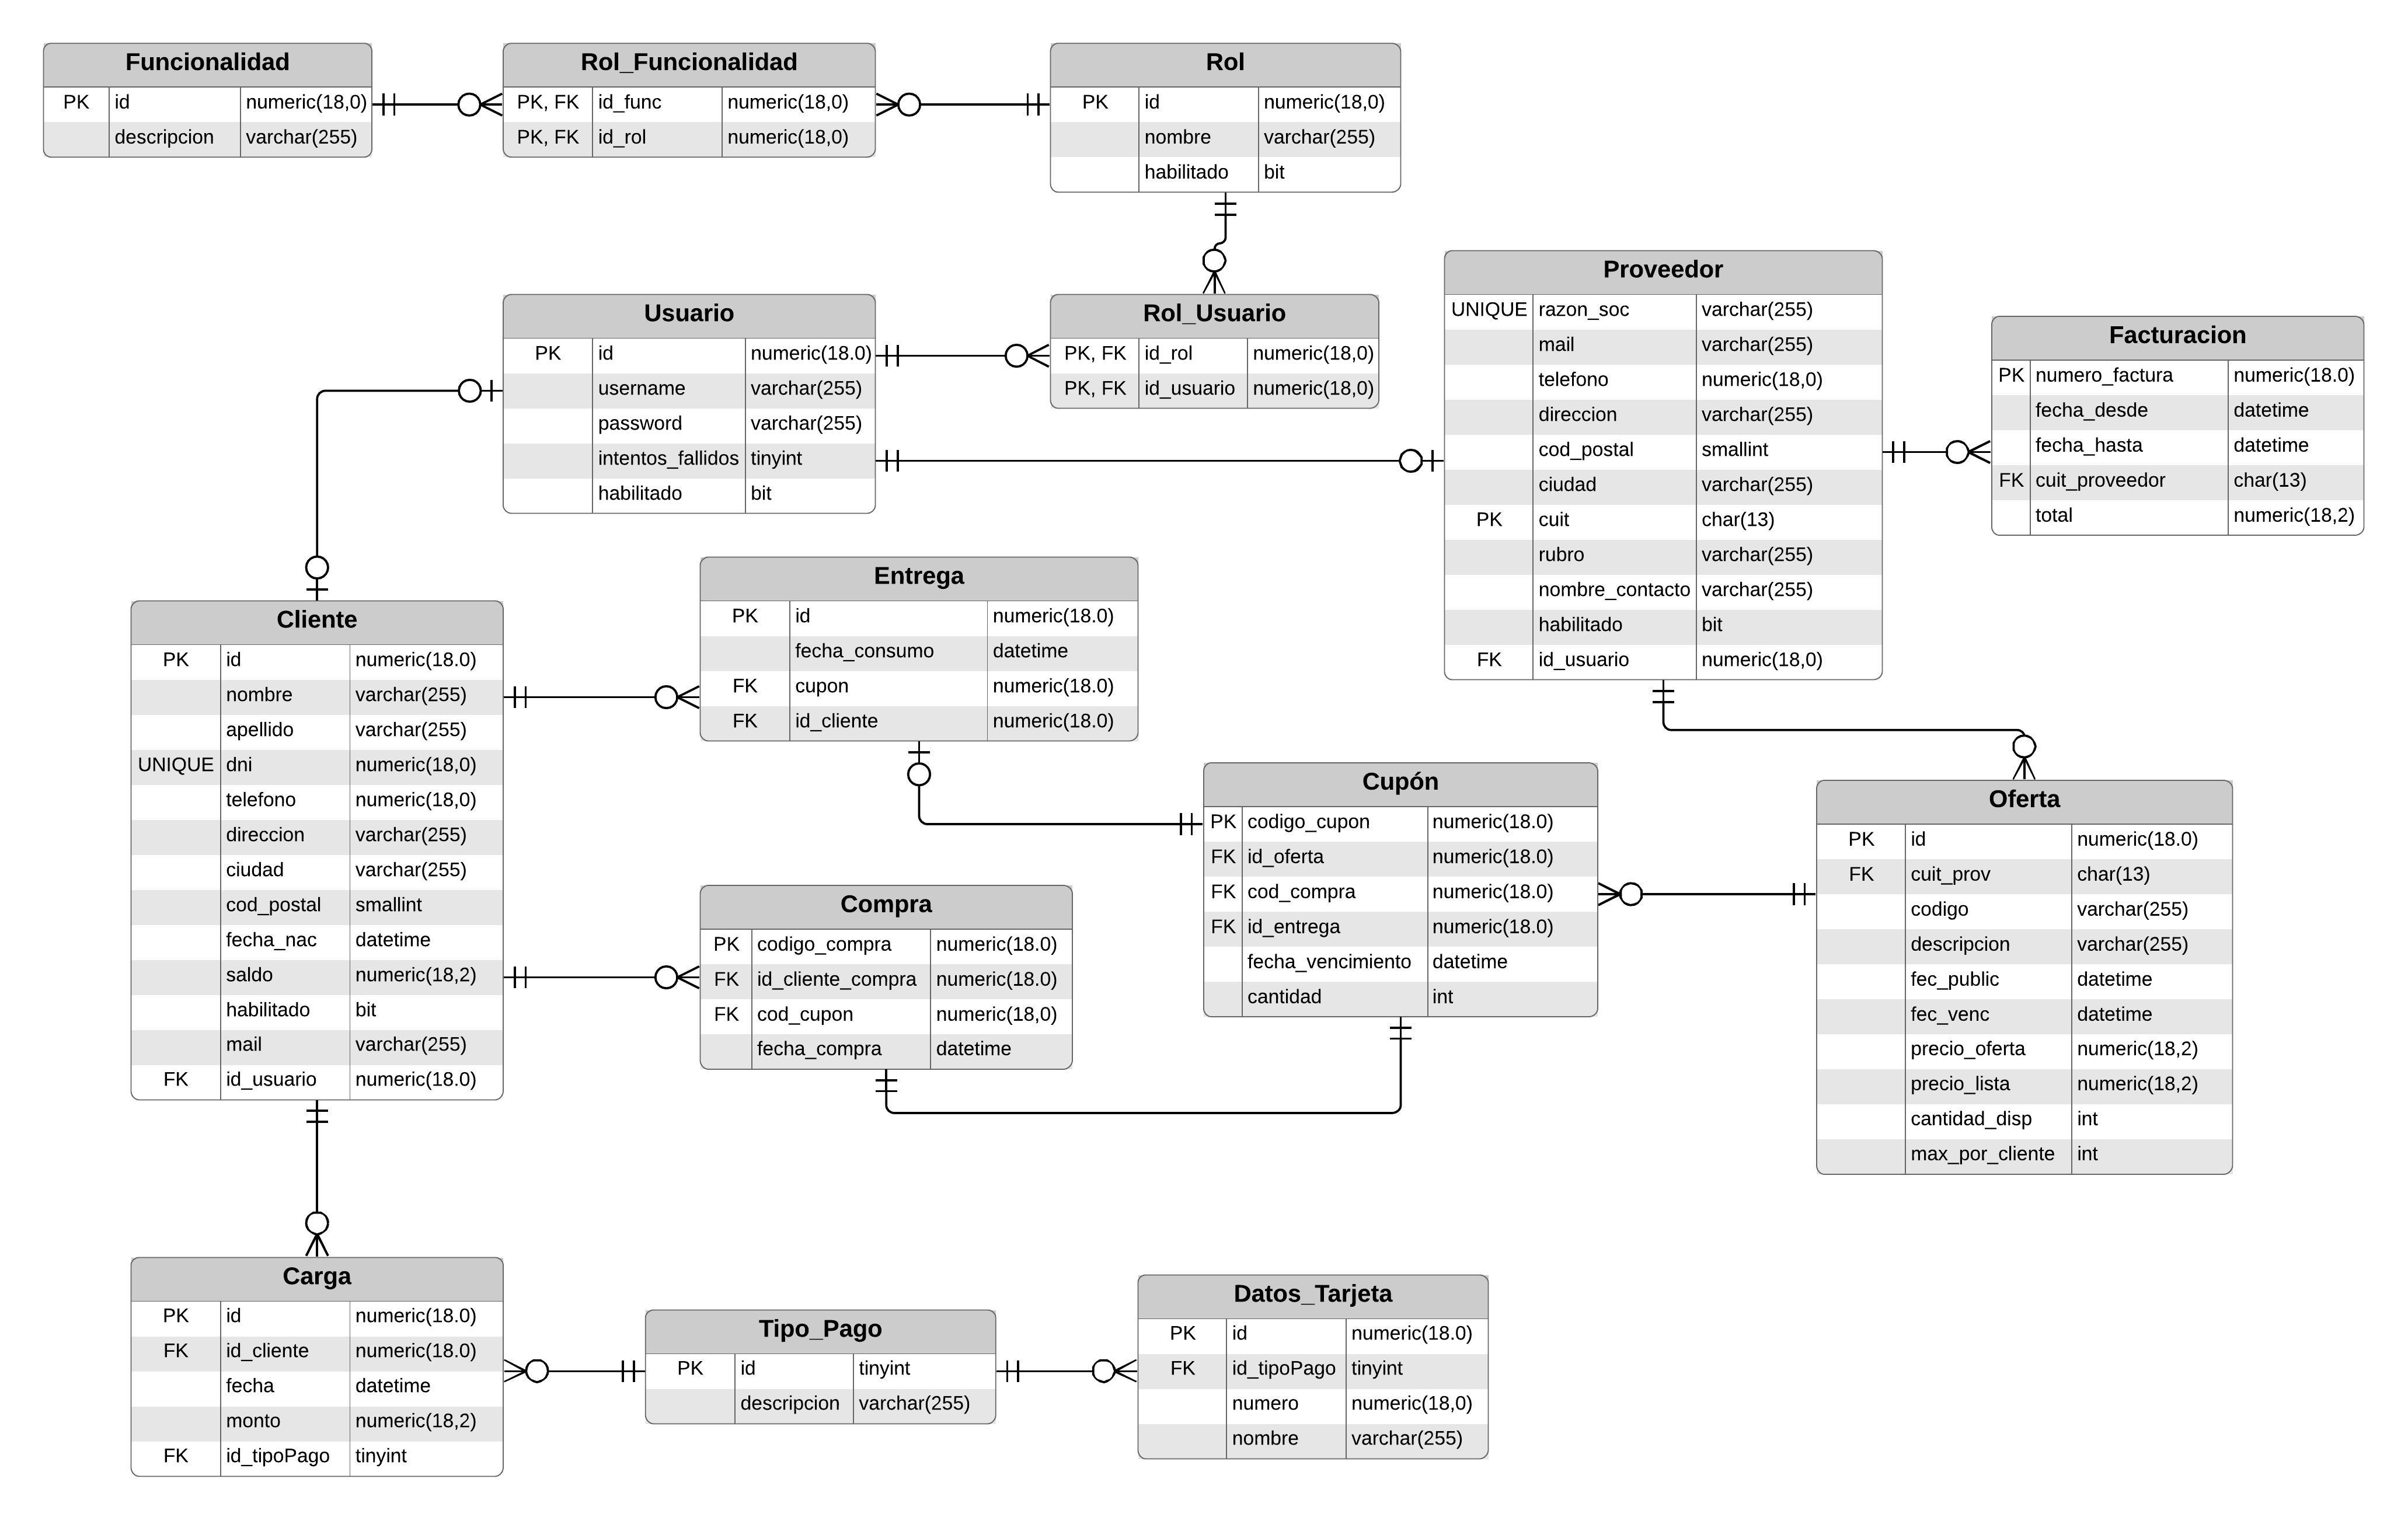 Funcionalidad
PK id numeric(18,0)
descripcion varchar(255)
Rol_Funcionalidad
PK, FK id_func numeric(18,0)
PK, FK id_rol numeric(18,0)
Rol
PK id numeric(18,0)
nombre varchar(255)
habilitado bit
Usuario
PK id numeric(18.0)
username varchar(255)
password varchar(255)
intentos_fallidos tinyint
habilitado bit
Rol_Usuario
PK, FK id_rol numeric(18,0)
PK, FK id_usuario numeric(18,0)
Proveedor
UNIQUE razon_soc varchar(255)
mail varchar(255)
telefono numeric(18,0)
direccion varchar(255)
cod_postal smallint
ciudad varchar(255)
PK cuit char(13)
rubro varchar(255)
nombre_contacto varchar(255)
habilitado bit
FK id_usuario numeric(18,0)
Facturacion
PK numero_factura numeric(18.0)
fecha_desde datetime
fecha_hasta datetime
FK cuit_proveedor char(13)
total numeric(18,2)
Cliente
PK id numeric(18.0)
nombre varchar(255)
apellido varchar(255)
UNIQUE dni numeric(18,0)
telefono numeric(18,0)
direccion varchar(255)
ciudad varchar(255)
cod_postal smallint
fecha_nac datetime
saldo numeric(18,2)
habilitado bit
mail varchar(255)
FK id_usuario numeric(18.0)
Entrega
PK id numeric(18.0)
fecha_consumo datetime
FK cupon numeric(18.0)
FK id_cliente numeric(18.0)
Compra
PK codigo_compra numeric(18.0)
FK id_cliente_compra numeric(18.0)
FK cod_cupon numeric(18,0)
fecha_compra datetime
Cupón
PK codigo_cupon numeric(18.0)
FK id_oferta numeric(18.0)
FK cod_compra numeric(18.0)
FK id_entrega numeric(18.0)
fecha_vencimiento datetime
cantidad int
Oferta
PK id numeric(18.0)
FK cuit_prov char(13)
codigo varchar(255)
descripcion varchar(255)
fec_public datetime
fec_venc datetime
precio_oferta numeric(18,2)
precio_lista numeric(18,2)
cantidad_disp int
max_por_cliente int
Carga
PK id numeric(18.0)
FK id_cliente numeric(18.0)
fecha datetime
monto numeric(18,2)
FK id_tipoPago tinyint
Tipo_Pago
PK id tinyint
descripcion varchar(255)
Datos_Tarjeta
PK id numeric(18.0)
FK id_tipoPago tinyint
numero numeric(18,0)
nombre varchar(255)